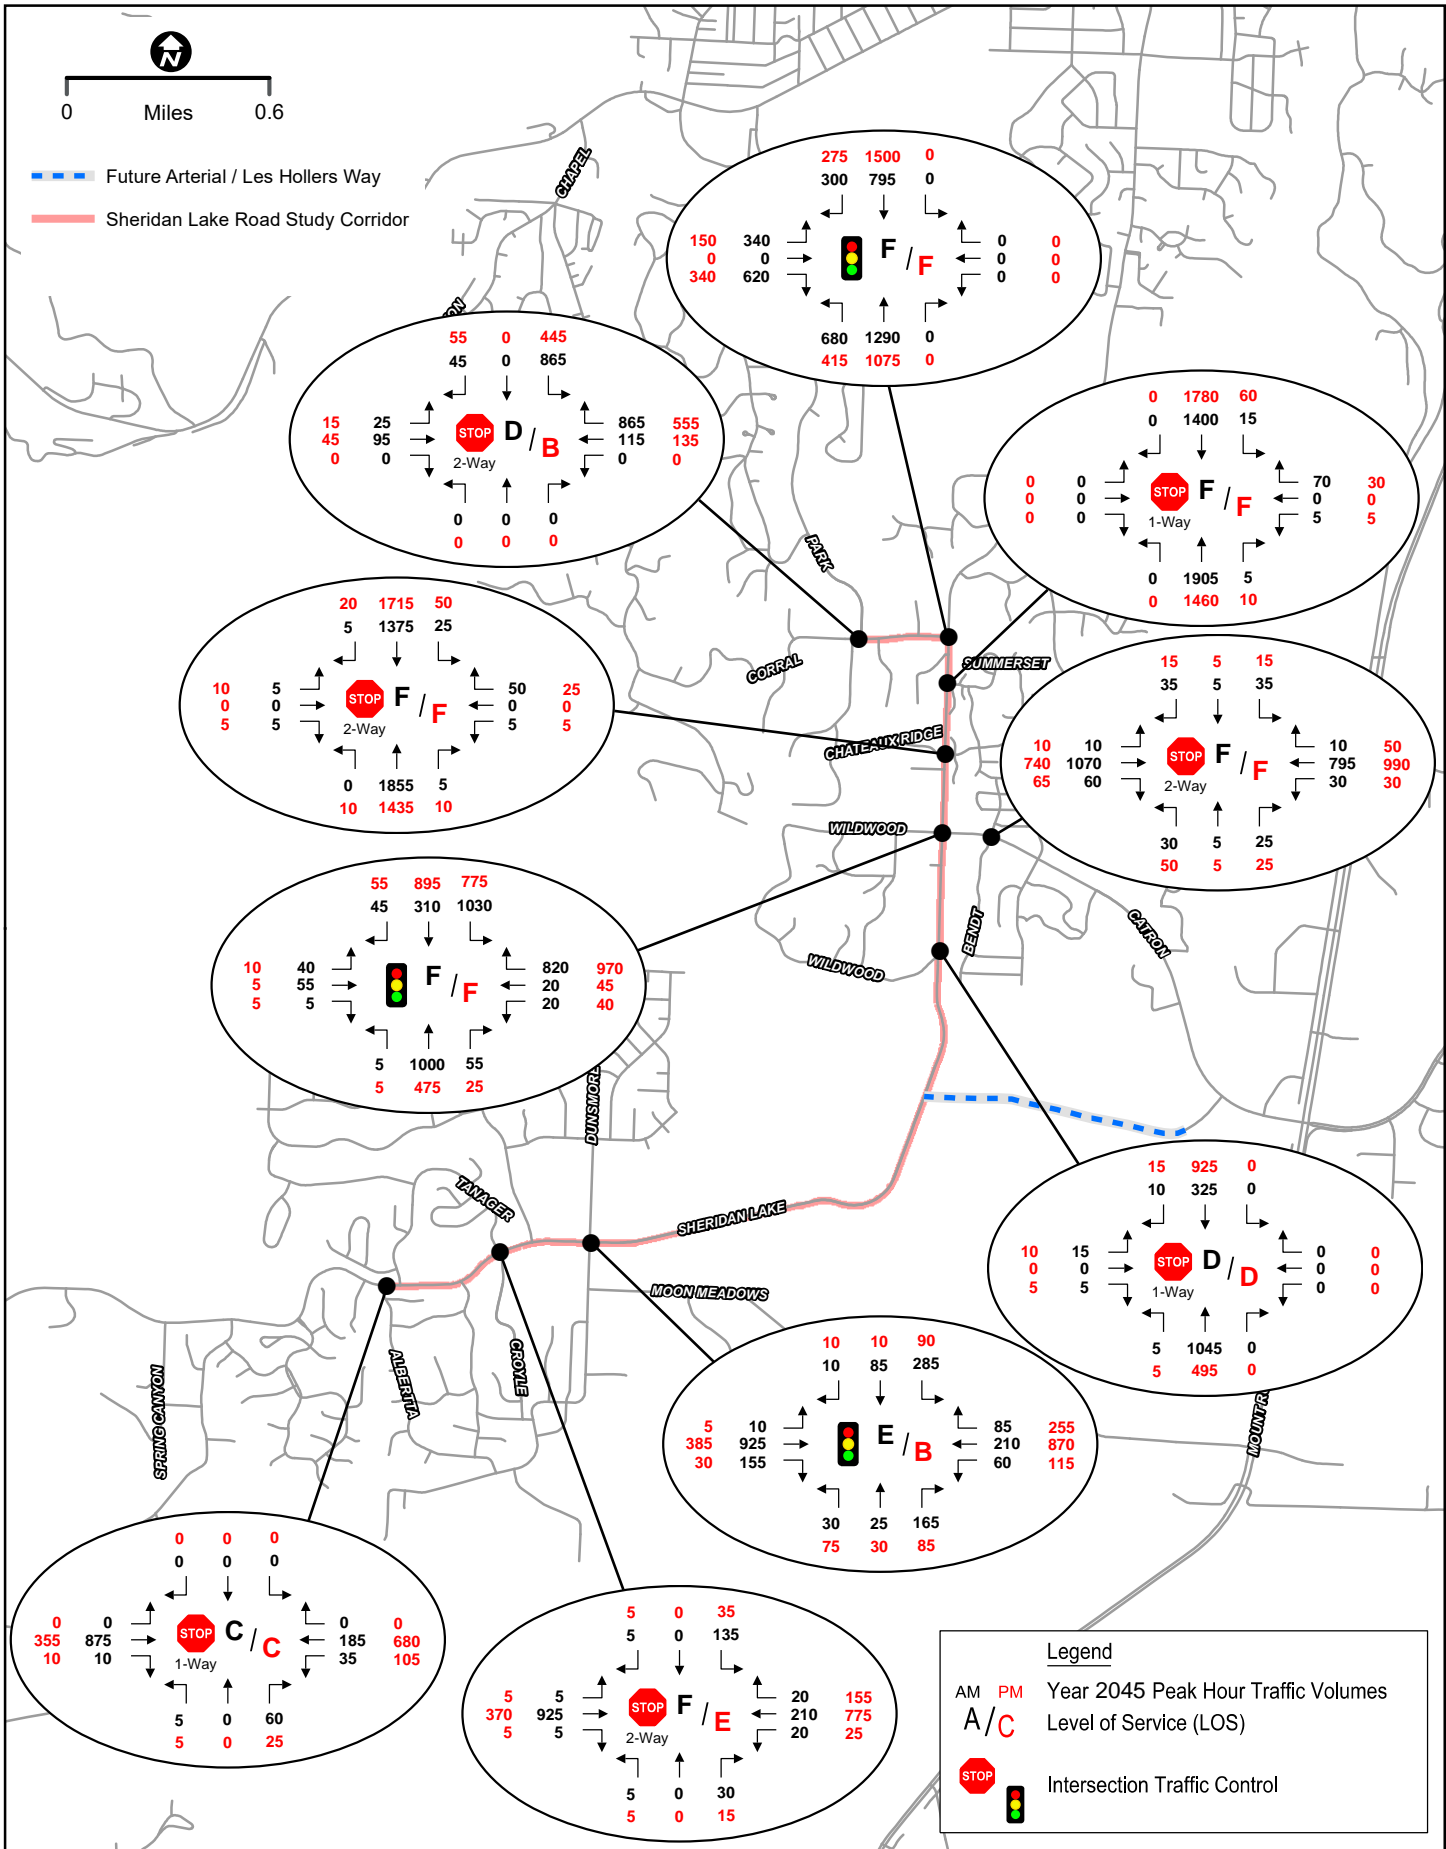 N
0 Miles 0.6
Future Arterial / Les Hollers Way
Sheridan Lake Road Study Corridor
CHAPEL
275 1500 0
300 795 0
150 340 0 0
0 0 0 0
340 620 0 0
F / F
680 1290 0
415 1075 0
55 0 445
45 0 865
15 25 865 555
45 95 115 135
0 0 0 0
STOP D / B
2-Way
0 0 0
0 0 0
0 1780 60
0 1400 15
0 0 70 30
0 0 0 0
0 0 5 5
STOP F / F
1-Way
0 1905 5
0 1460 10
PARK
CORRAL
SUMMERSET
CHATEAUX RIDGE
20 1715 50
5 1375 25
10 5 50 25
0 0 0 0
5 5 5 5
STOP F / F
2-Way
0 1855 5
10 1435 10
15 5 15
35 5 35
10 10 10 50
740 1070 795 990
65 60 30 30
STOP F / F
2-Way
30 5 25
50 5 25
WILDWOOD
BENDT
CATRON
WILDWOOD
55 895 775
45 310 1030
10 40 820 970
5 55 20 45
5 5 20 40
F / F
5 1000 55
5 475 25
DUNSMORE
TANAGER
SHERIDAN LAKE
MOON MEADOWS
15 925 0
10 325 0
10 15 0 0
0 0 0 0
5 5 0 0
STOP D / D
1-Way
5 1045 0
5 495 0
SPRING CANYON
ALBERTTA
CROYLE
10 10 90
10 85 285
5 10 85 255
385 925 210 870
30 155 60 115
E / B
30 25 165
75 30 85
0 0 0
0 0 0
0 0 0 0
355 875 185 680
10 10 35 105
STOP C / C
1-Way
5 0 60
5 0 25
5 0 35
5 0 135
5 5 20 155
370 925 210 775
5 5 20 25
STOP F / E
2-Way
5 0 30
5 0 15
Legend
AM PM Year 2045 Peak Hour Traffic Volumes
A/C Level of Service (LOS)
STOP Intersection Traffic Control